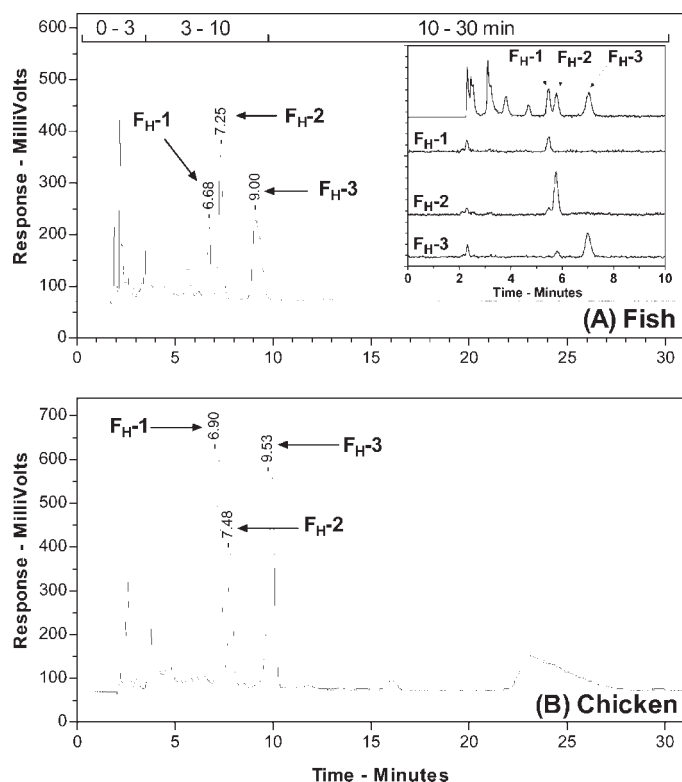 0 - 3 3 - 10 10 - 30 min
Response - MilliVolts
600
500
400
300
200
100
0
FH-1
6.68
7.25
FH-2
9.00
FH-3
FH-1 FH-2 FH-3
FH-1
FH-2
FH-3
0 2 4 6 8 10
Time - Minutes
(A) Fish
0 5 10 15 20 25 30
Response - MilliVolts
700
600
500
400
300
200
100
0
FH-1
6.90
9.53
FH-3
7.48
FH-2
(B) Chicken
0 5 10 15 20 25 30
Time - Minutes